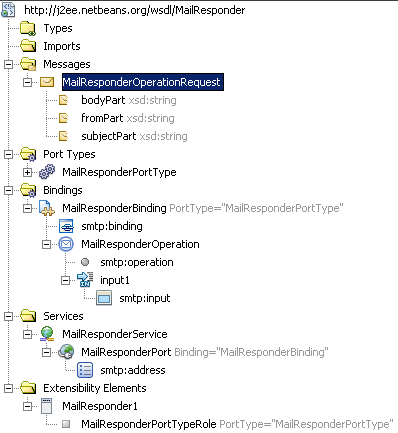 http://j2ee.netbeans.org/wsdl/MailResponder
Types
Imports
Messages
MailResponderOperationRequest
bodyPart xsd:string
fromPart xsd:string
subjectPart xsd:string
Port Types
MailResponderPortType
Bindings
MailResponderBinding PortType="MailResponderPortType"
smtp:binding
MailResponderOperation
smtp:operation
input1
smtp:input
Services
MailResponderService
MailResponderPort Binding="MailResponderBinding"
smtp:address
Extensibility Elements
MailResponder1
MailResponderPortTypeRole PortType="MailResponderPortType"